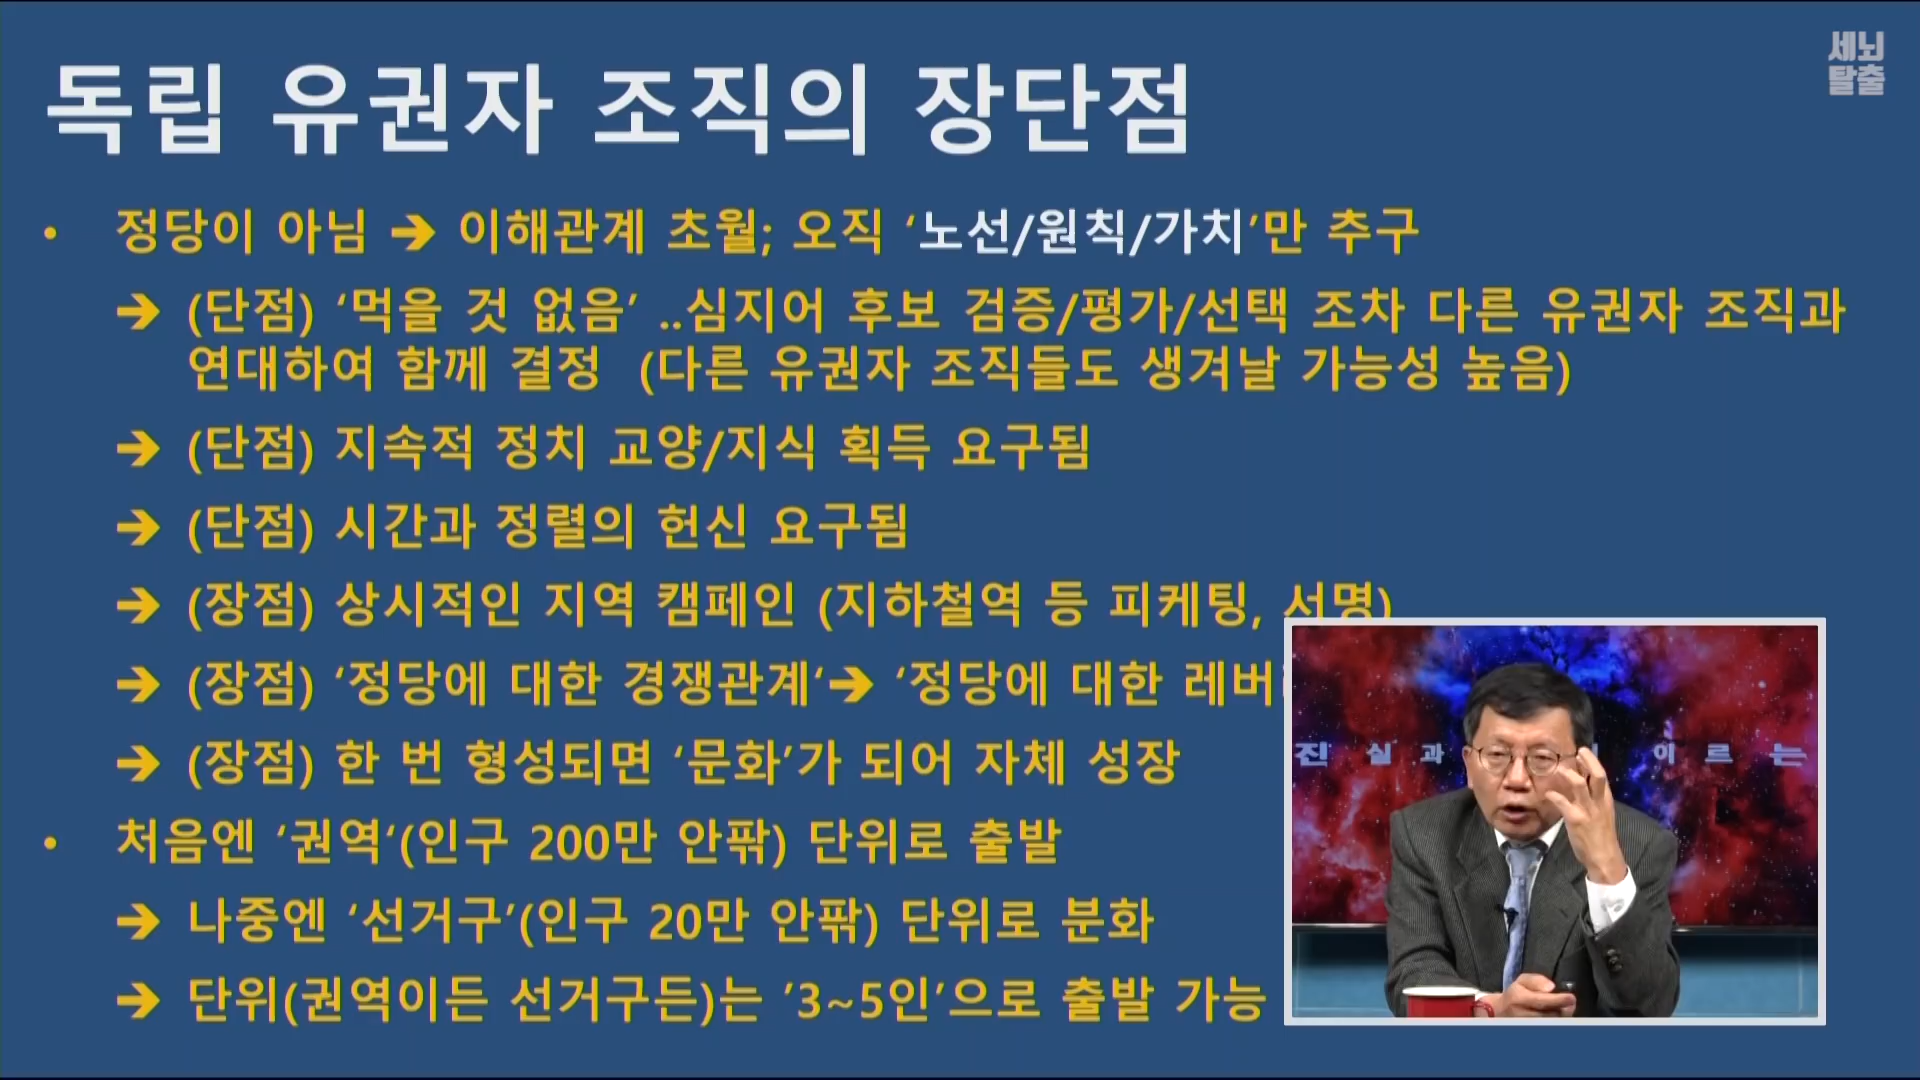 세뇌
탈출
독립 유권자 조직의 장단점
• 정당이 아님 ➔ 이해관계 초월; 오직 ‘노선/원칙/가치’만 추구
➔ (단점) ‘먹을 것 없음’ ..심지어 후보 검증/평가/선택 조차 다른 유권자 조직과
연대하여 함께 결정 (다른 유권자 조직들도 생겨날 가능성 높음)
➔ (단점) 지속적 정치 교양/지식 획득 요구됨
➔ (단점) 시간과 정렬의 헌신 요구됨
➔ (장점) 상시적인 지역 캠페인 (지하철역 등 피케팅, 서명)
➔ (장점) ‘정당에 대한 경쟁관계‘➔ ‘정당에 대한 레버
➔ (장점) 한 번 형성되면 ‘문화’가 되어 자체 성장
• 처음엔 ‘권역‘(인구 200만 안팎) 단위로 출발
➔ 나중엔 ‘선거구’(인구 20만 안팎) 단위로 분화
➔ 단위(권역이든 선거구든)는 ’3~5인’으로 출발 가능
진실과 이르는